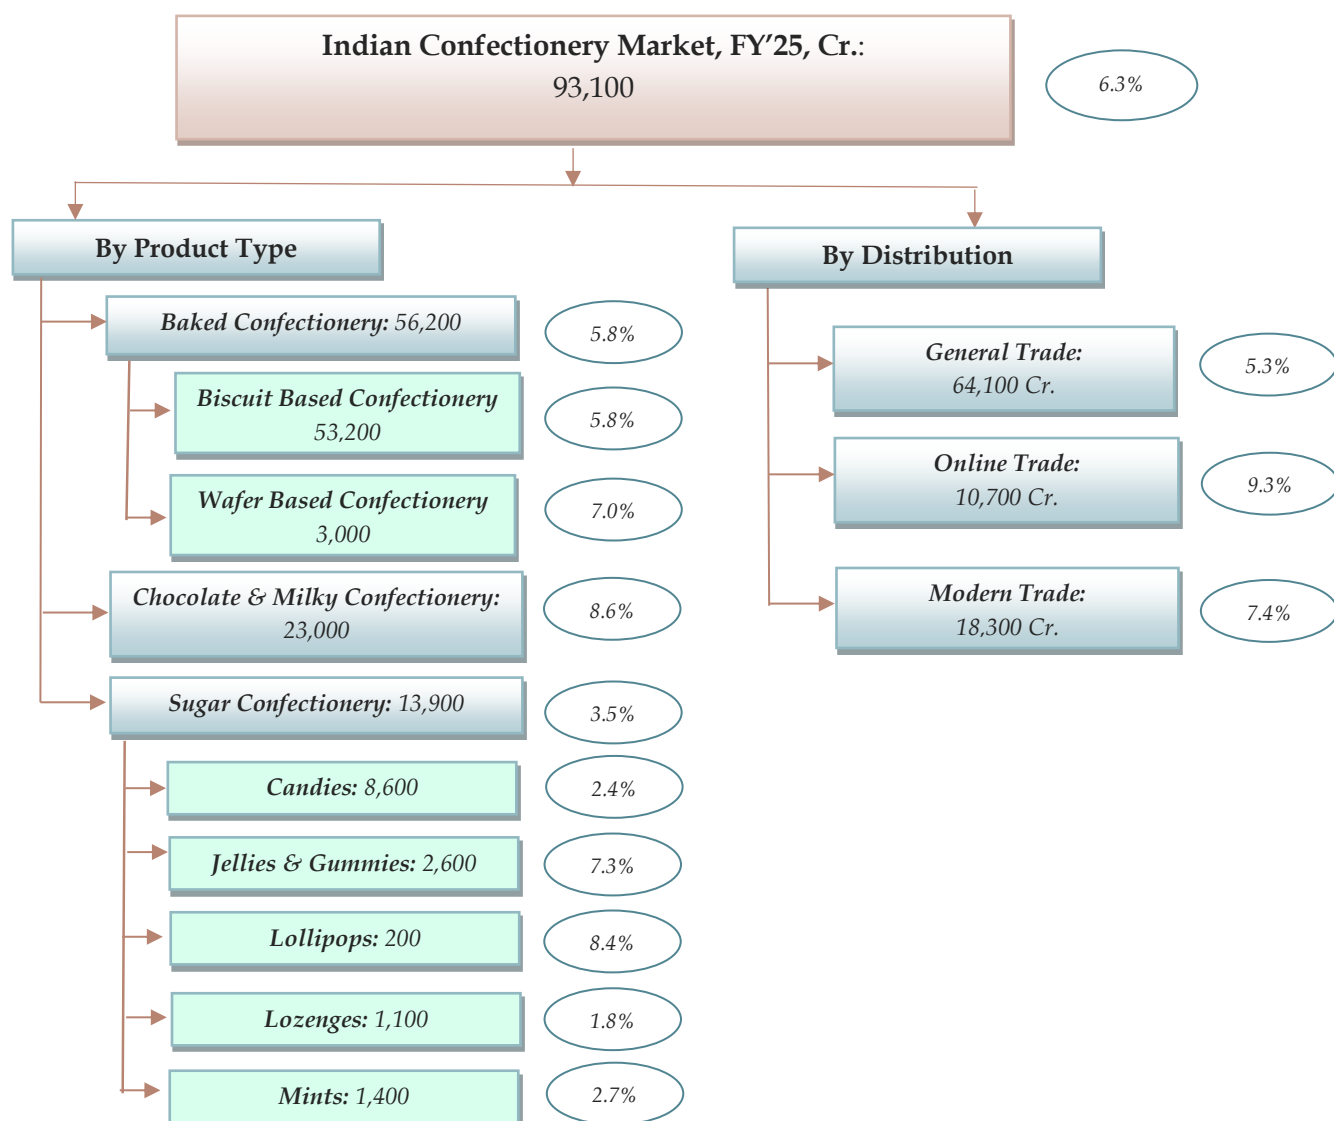 Indian Confectionery Market, FY’25, Cr.:
93,100
6.3%
By Product Type
Baked Confectionery: 56,200
5.8%
Biscuit Based Confectionery
53,200
5.8%
Wafer Based Confectionery
3,000
7.0%
Chocolate & Milky Confectionery:
23,000
8.6%
Sugar Confectionery: 13,900
3.5%
Candies: 8,600
2.4%
Jellies & Gummies: 2,600
7.3%
Lollipops: 200
8.4%
Lozenges: 1,100
1.8%
Mints: 1,400
2.7%
By Distribution
General Trade:
64,100 Cr.
5.3%
Online Trade:
10,700 Cr.
9.3%
Modern Trade:
18,300 Cr.
7.4%